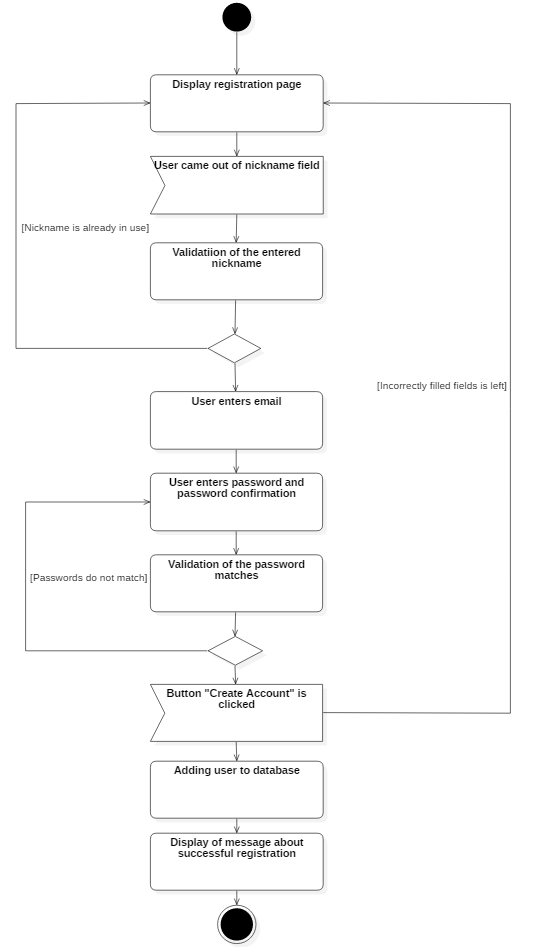 Display registration page
User came out of nickname field
[Nickname is already in use]
Validatiion of the entered
nickname
[Incorrectly filled fields is left]
User enters email
User enters password and
password confirmation
Validation of the password
matches
[Passwords do not match]
Button "Create Account" is
clicked
Adding user to database
Display of message about
successful registration